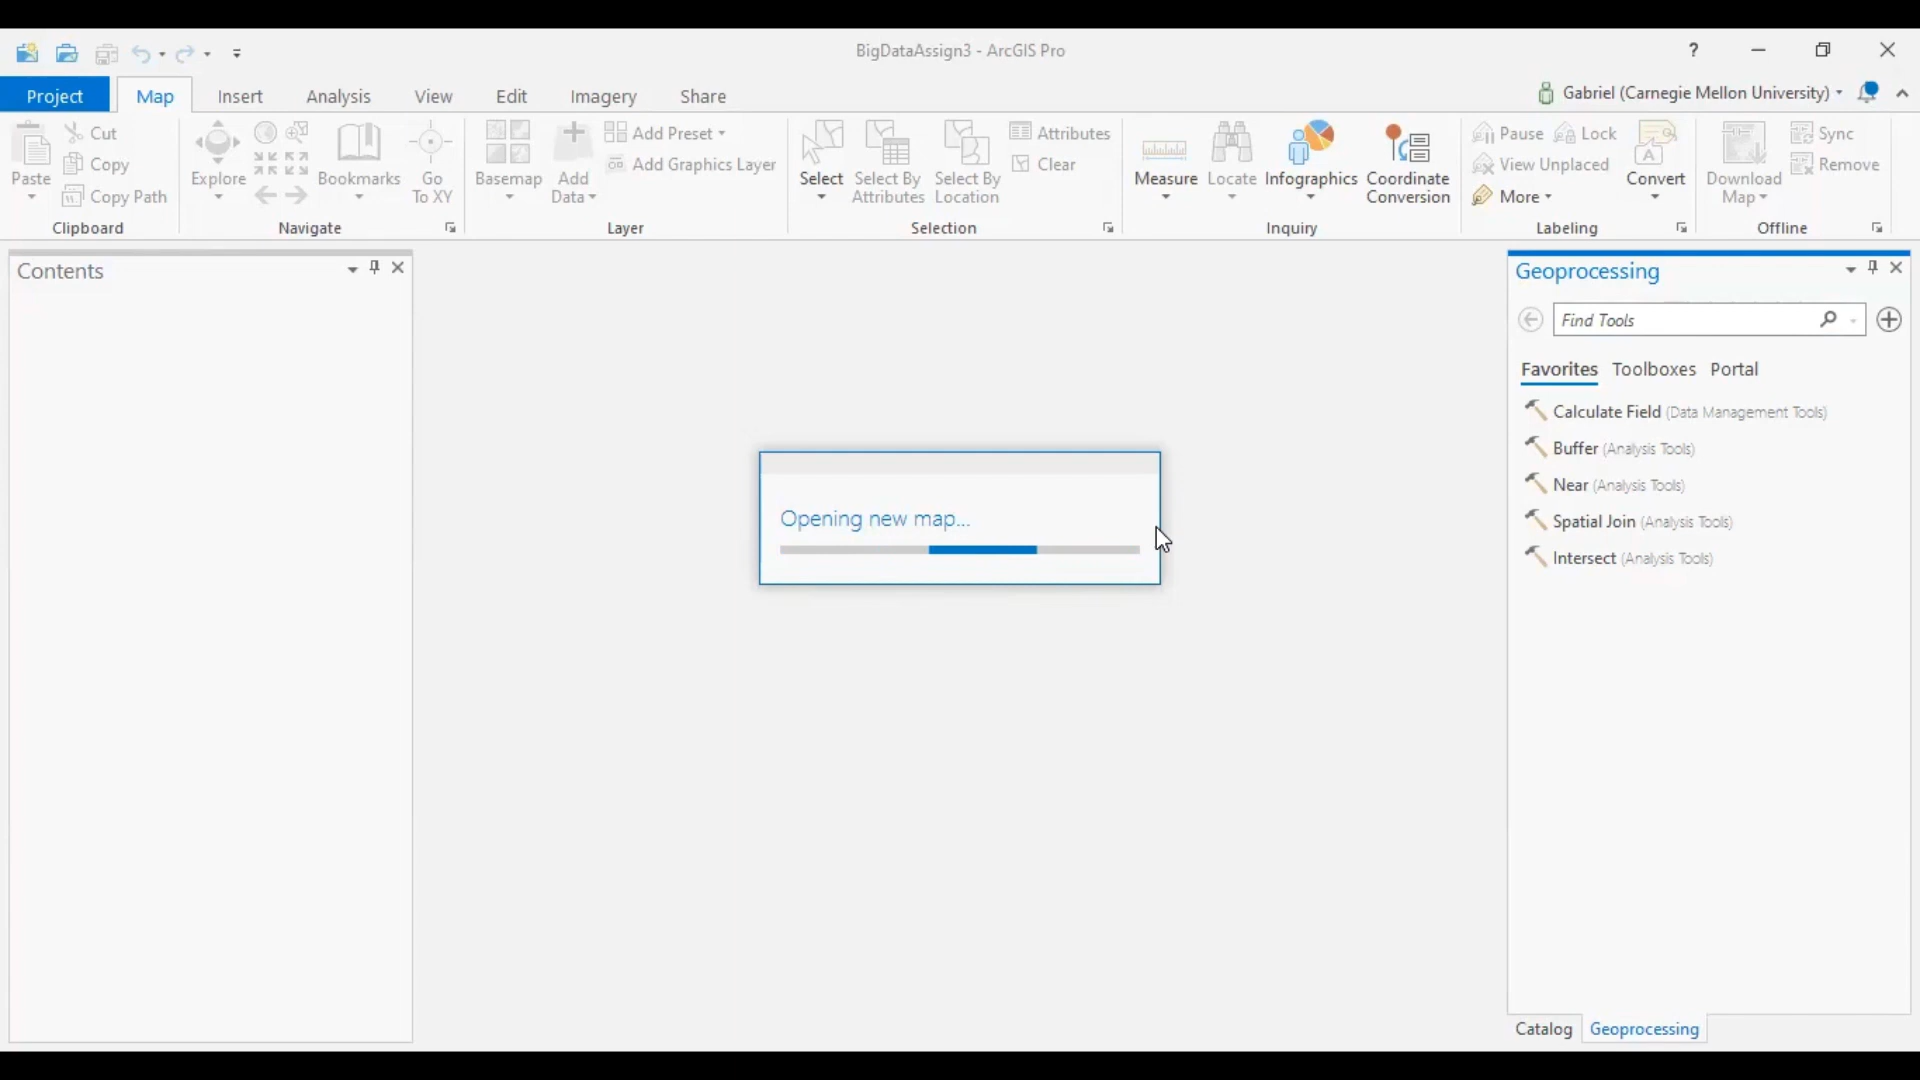 BigDataAssign3 - ArcGIS Pro
?
Project Map Insert Analysis View Edit Imagery Share
Gabriel (Carnegie Mellon University)
Paste
Cut
Copy
Copy Path
Clipboard
Explore
Bookmarks
Go
To XY
Navigate
Basemap
Add
Data
Add Preset
Add Graphics Layer
Layer
Select
Select By
Attributes
Select By
Location
Attributes
Clear
Selection
Measure
Locate
Infographics
Coordinate
Conversion
Inquiry
Pause
Lock
View Unplaced
More
A
Convert
Labeling
Download
Map
Sync
Remove
Offline
Contents
Opening new map...
Geoprocessing
Find Tools
Favorites Toolboxes Portal
Calculate Field (Data Management Tools)
Buffer (Analysis Tools)
Near (Analysis Tools)
Spatial Join (Analysis Tools)
Intersect (Analysis Tools)
Catalog Geoprocessing